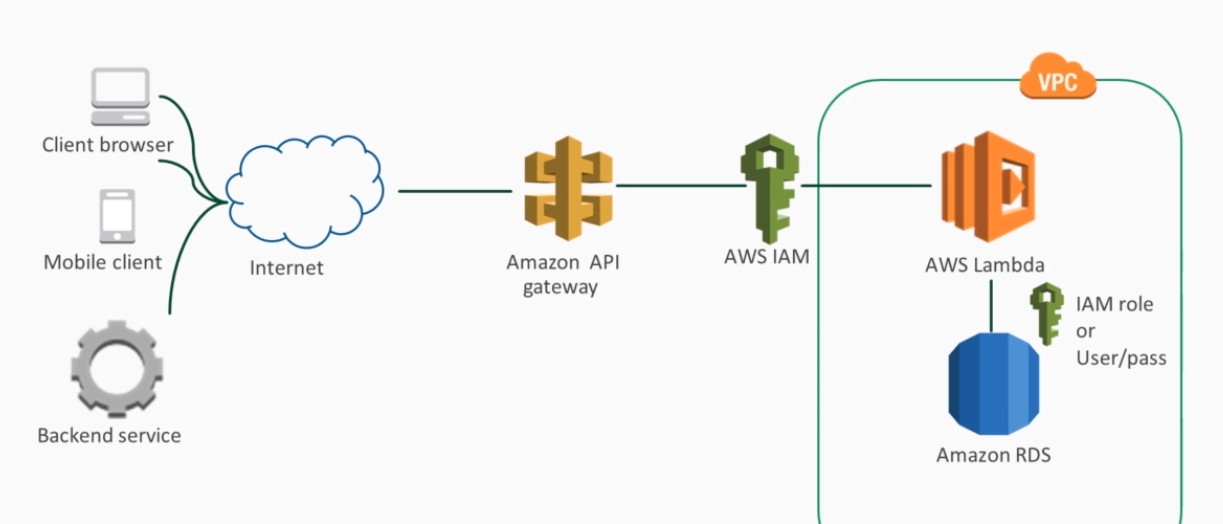 VPC
Client browser
Mobile client
Internet
Amazon API
gateway
AWS IAM
AWS Lambda
IAM role
or
User/pass
Backend service
Amazon RDS